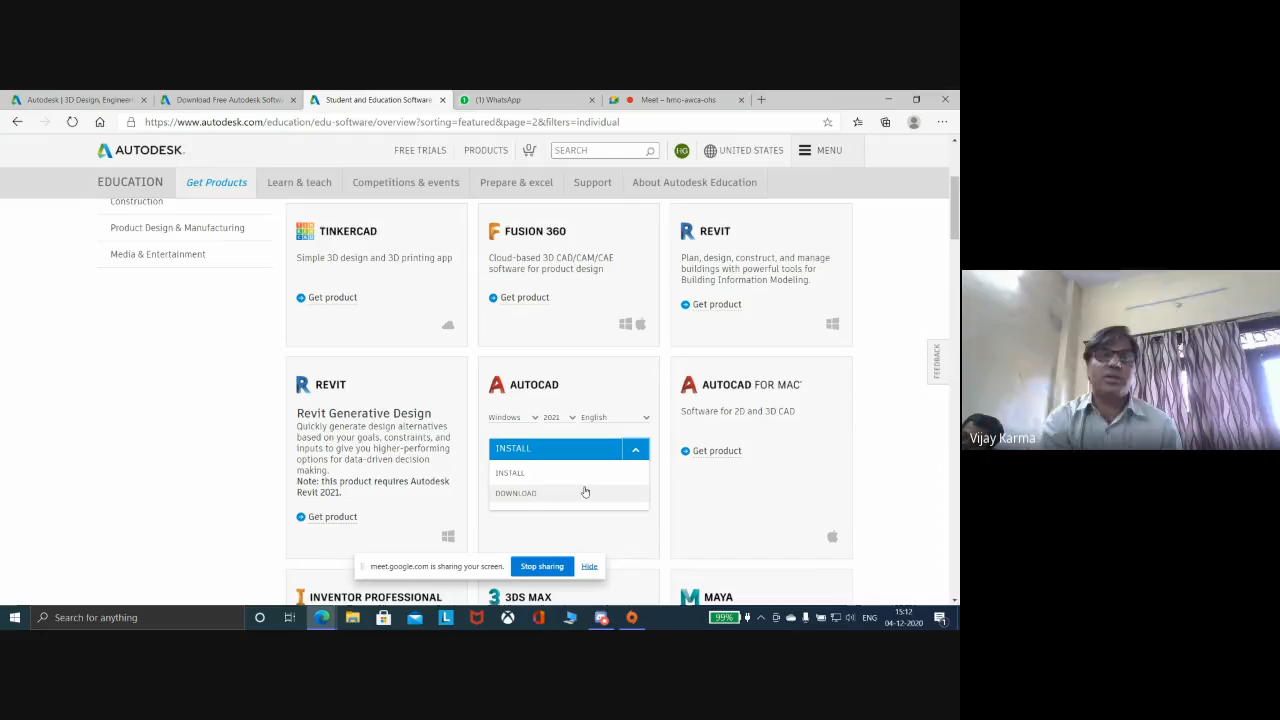 Autodesk | 3D Design, Engineer
Download Free Autodesk Softw
Student and Education Software
(1) WhatsApp
Meet – hmo-awca-ohs
https://www.autodesk.com/education/edu-software/overview?sorting=featured&page=2&filters=individual
AUTODESK.
FREE TRIALS
PRODUCTS
SEARCH
HG
UNITED STATES
MENU
EDUCATION
Get Products
Learn & teach
Competitions & events
Prepare & excel
Support
About Autodesk Education
Construction
Product Design & Manufacturing
Media & Entertainment
TINKERCAD
Simple 3D design and 3D printing app
Get product
FUSION 360
Cloud-based 3D CAD/CAM/CAE
software for product design
Get product
REVIT
Plan, design, construct, and manage
buildings with powerful tools for
Building Information Modeling.
Get product
FEEDBACK
REVIT
Revit Generative Design
Quickly generate design alternatives
based on your goals, constraints, and
inputs to give you higher-performing
options for data-driven decision
making.
Note: this product requires Autodesk
Revit 2021.
Get product
AUTOCAD
Windows 2021 English
INSTALL
INSTALL
DOWNLOAD
AUTOCAD FOR MAC®
Software for 2D and 3D CAD
Get product
meet.google.com is sharing your screen.
Stop sharing
Hide
INVENTOR PROFESSIONAL
3DS MAX
MAYA
Search for anything
99%
ENG
15:12
04-12-2020
Vijay Karma